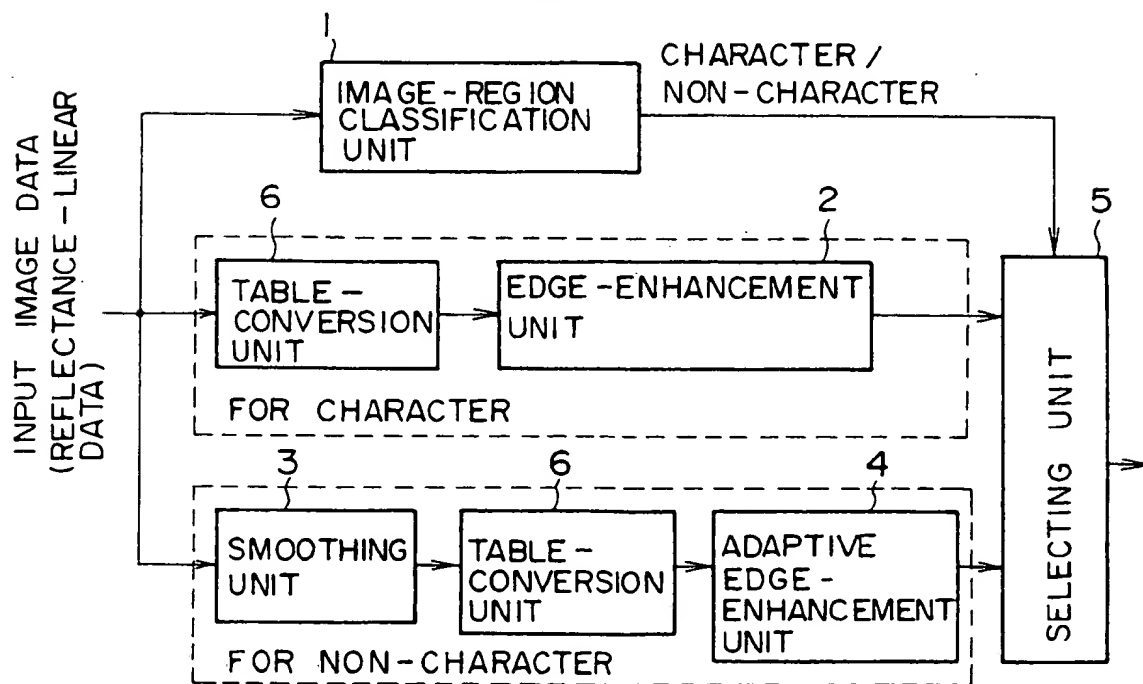 1
CHARACTER /
NON-CHARACTER
IMAGE-REGION
CLASSIFICATION
UNIT
INPUT IMAGE DATA
(REFLECTANCE-LINEAR
DATA)
6
2
5
TABLE-
CONVERSION
UNIT
EDGE-ENHANCEMENT
UNIT
FOR CHARACTER
3
6
4
SMOOTHING
UNIT
TABLE-
CONVERSION
UNIT
ADAPTIVE
EDGE-
ENHANCEMENT
UNIT
FOR NON-CHARACTER
SELECTING UNIT